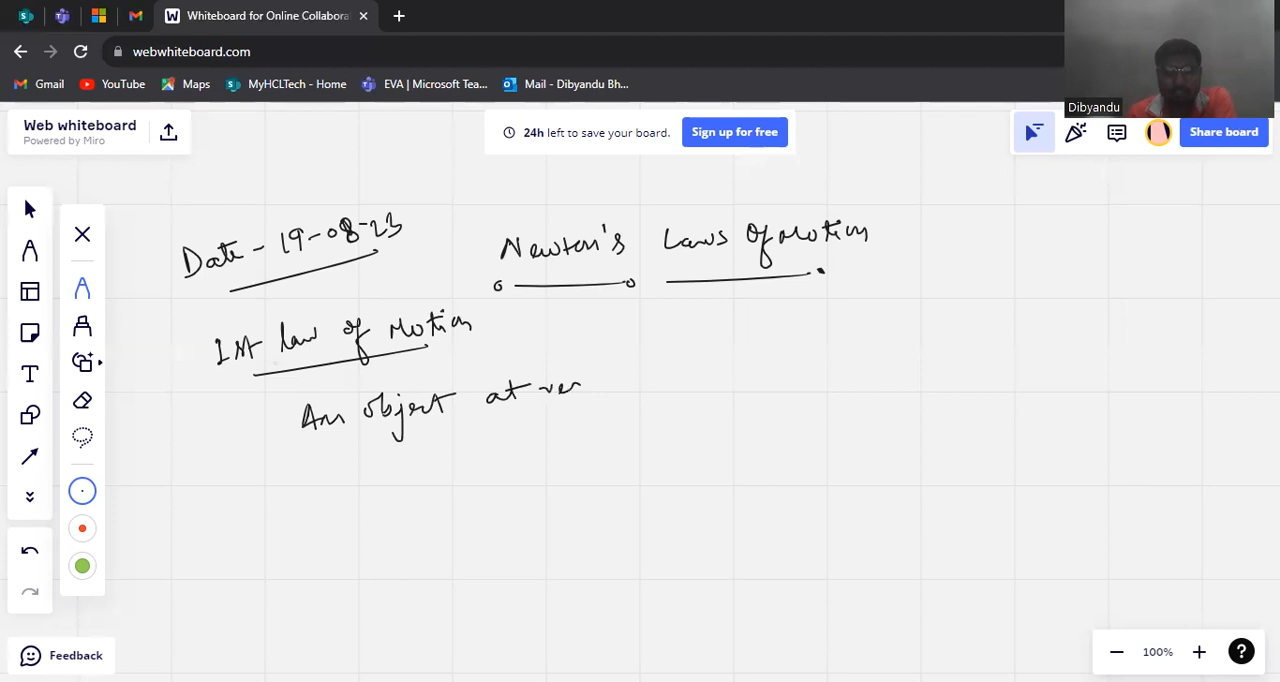 Whiteboard for Online Collabora
webwhiteboard.com
Gmail YouTube Maps MyHCLTech - Home EVA | Microsoft Tea... Mail - Dibyandu Bh...
Dibyandu
Web whiteboard
Powered by Miro
24h left to save your board. Sign up for free
Share board
Date - 19-08-23
Newton's Laws Of Motion
1st law of Motion
An object at res
Feedback
100%